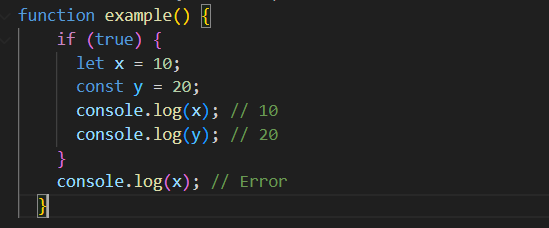 function example() {
if (true) {
let x = 10;
const y = 20;
console.log(x); // 10
console.log(y); // 20
}
console.log(x); // Error
}